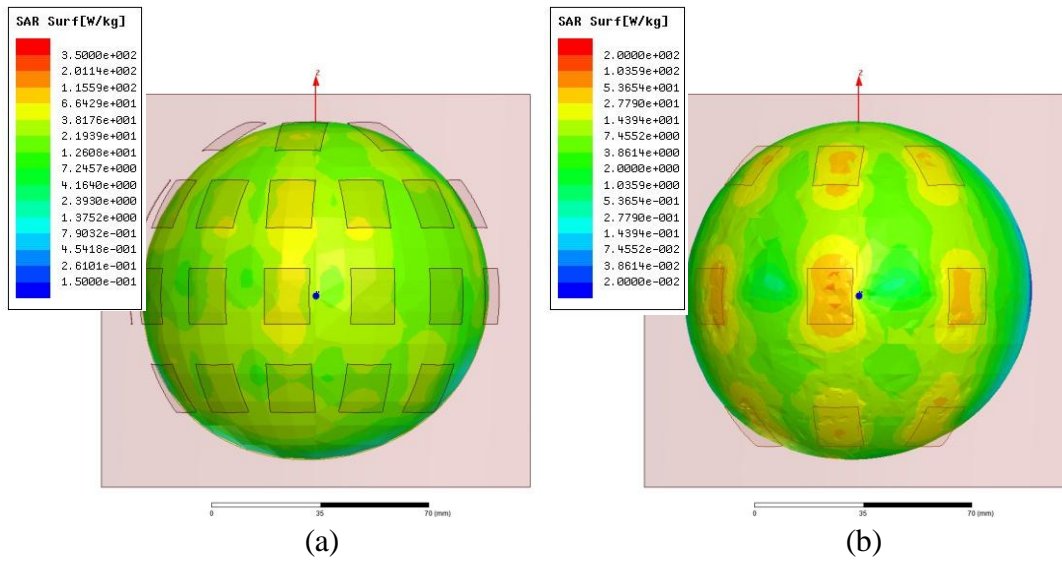 SAR Surf[W/kg]
3.5000e+002
2.0114e+002
1.1559e+002
6.6429e+001
3.8176e+001
2.1939e+001
1.2608e+001
7.2457e+000
4.1640e+000
2.3930e+000
1.3752e+000
7.9032e-001
4.5418e-001
2.6101e-001
1.5000e-001
Z
0 35 70 (mm)
(a)
SAR Surf[W/kg]
2.0000e+002
1.0359e+002
5.3654e+001
2.7790e+001
1.4394e+001
7.4552e+000
3.8614e+000
2.0000e+000
1.0359e+000
5.3654e-001
2.7790e-001
1.4394e-001
7.4552e-002
3.8614e-002
2.0000e-002
Z
0 35 70 (mm)
(b)